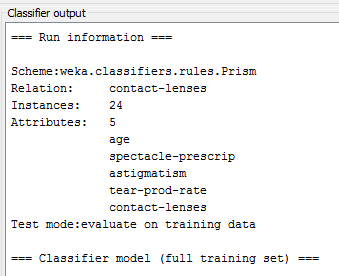 Classifier output
=== Run information ===
Scheme:weka.classifiers.rules.Prism
Relation: contact-lenses
Instances: 24
Attributes: 5
age
spectacle-prescrip
astigmatism
tear-prod-rate
contact-lenses
Test mode:evaluate on training data
=== Classifier model (full training set) ===